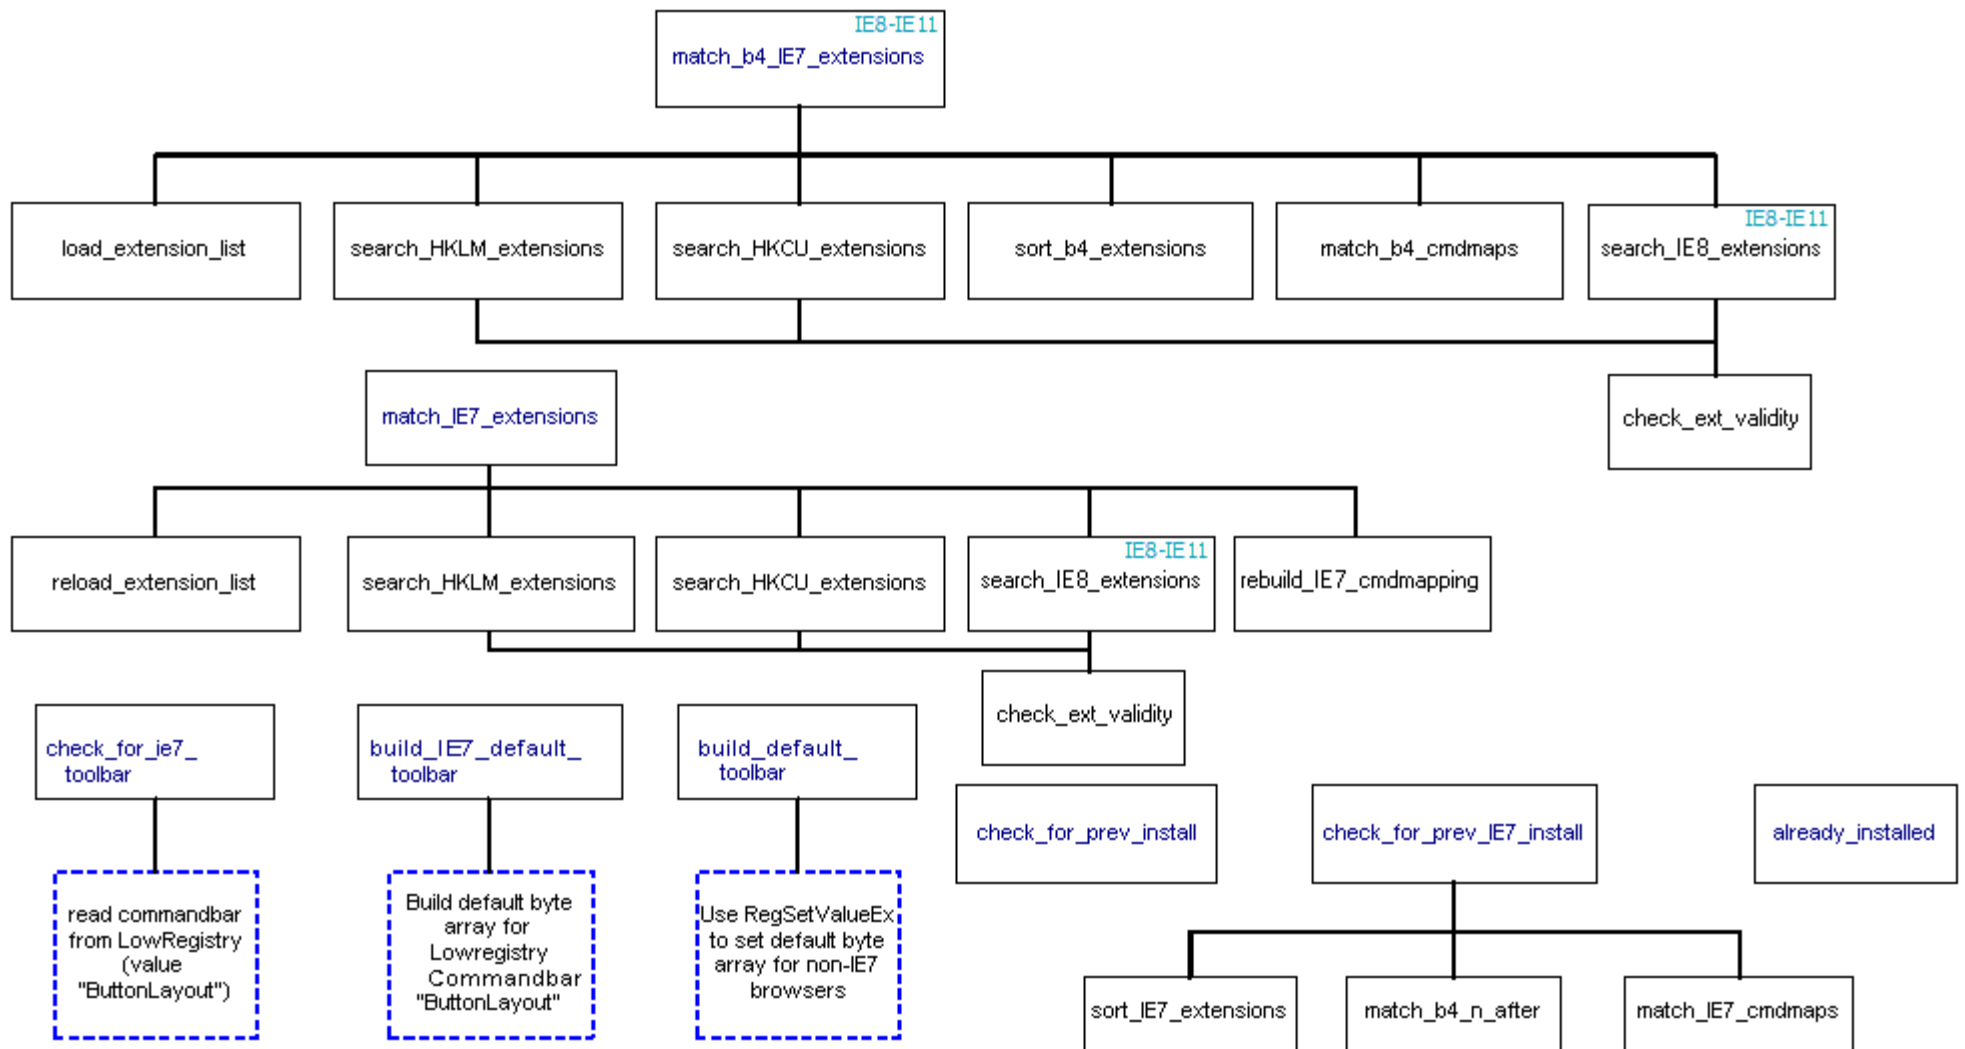 IE8-IE11
match_b4_IE7_extensions
load_extension_list
search_HKLM_extensions
search_HKCU_extensions
sort_b4_extensions
match_b4_cmdmaps
IE8-IE11
search_IE8_extensions
match_IE7_extensions
check_ext_validity
reload_extension_list
search_HKLM_extensions
search_HKCU_extensions
IE8-IE11
search_IE8_extensions
rebuild_IE7_cmdmapping
check_ext_validity
check_for_ie7_
toolbar
build_IE7_default_
toolbar
build_default_
toolbar
check_for_prev_install
check_for_prev_IE7_install
already_installed
read commandbar
from LowRegistry
(value
"ButtonLayout")
Build default byte
array for
Lowregistry
Commandbar
"ButtonLayout"
Use RegSetValueEx
to set default byte
array for non-IE7
browsers
sort_IE7_extensions
match_b4_n_after
match_IE7_cmdmaps